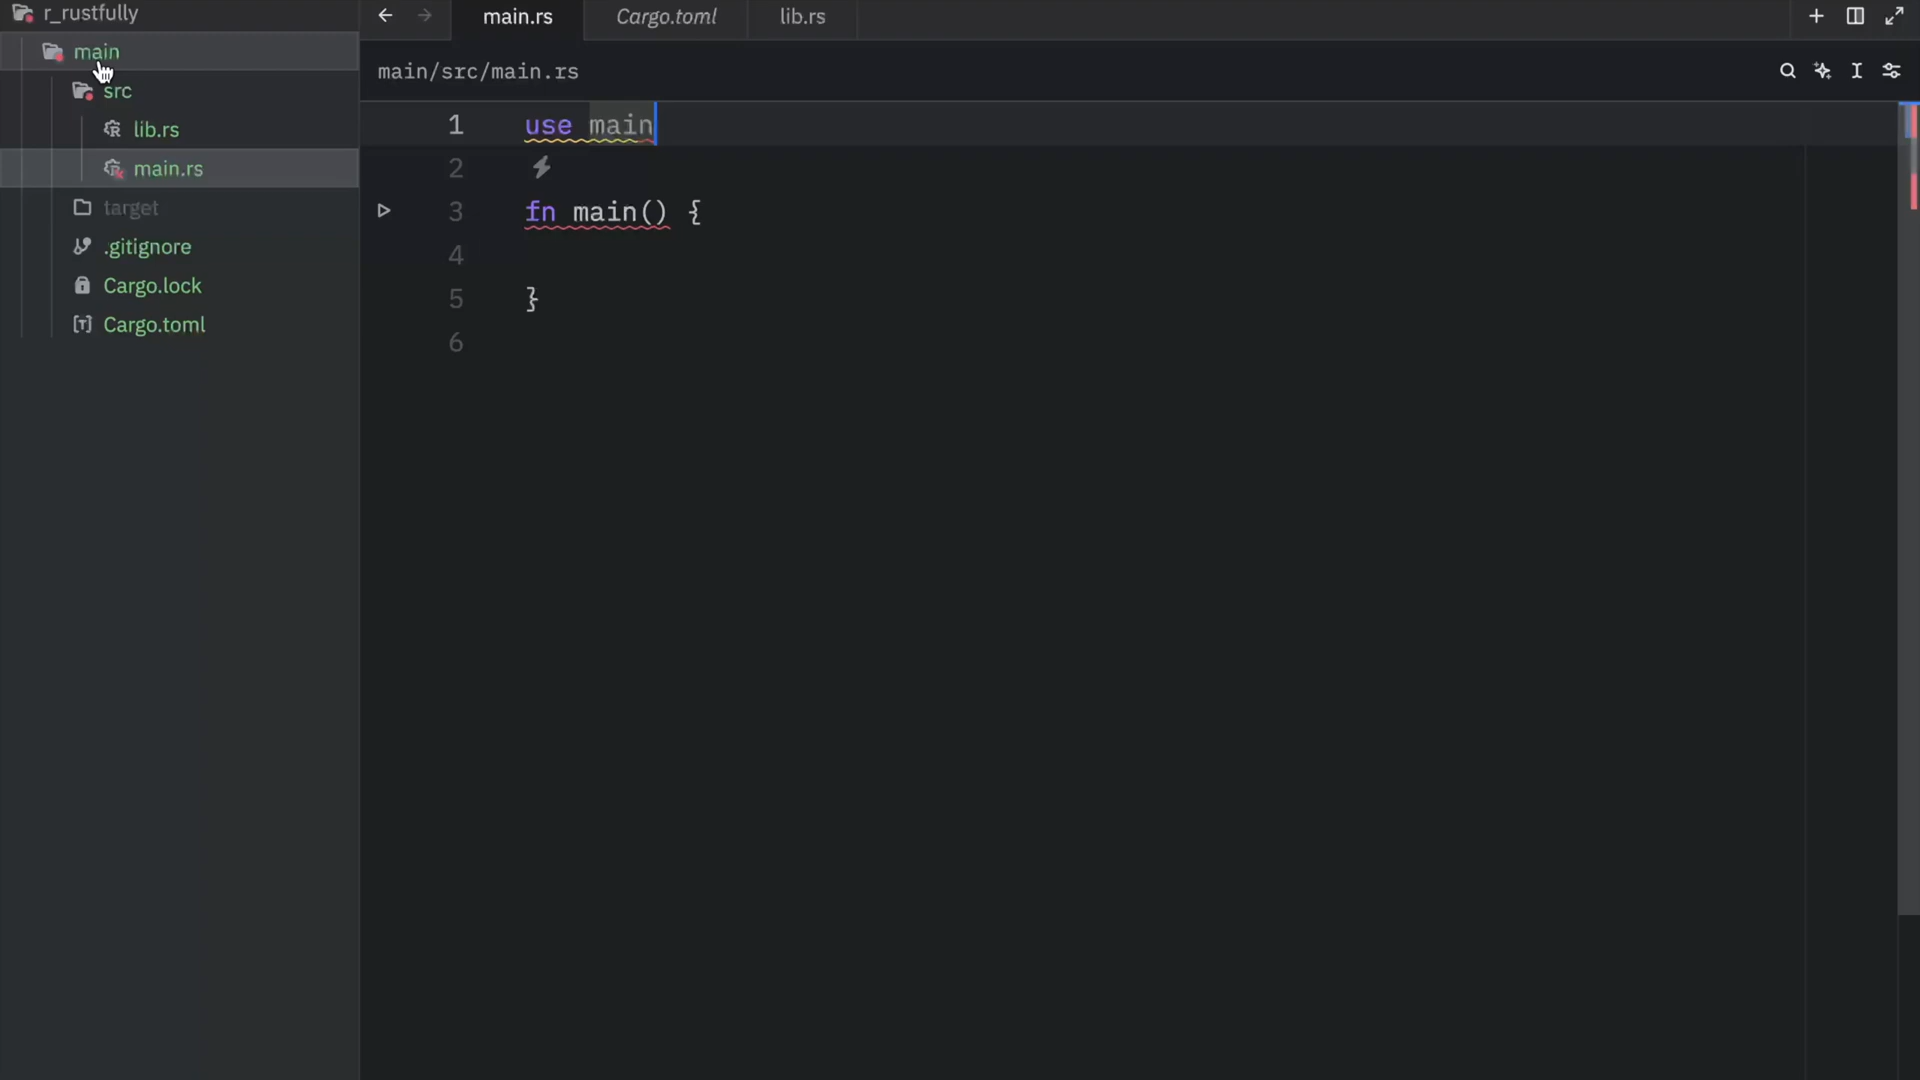 r_rustfully
main
src
lib.rs
main.rs
target
.gitignore
Cargo.lock
Cargo.toml
main.rs
Cargo.toml
lib.rs
main/src/main.rs
1 use main
2
3 fn main() {
4
5 }
6